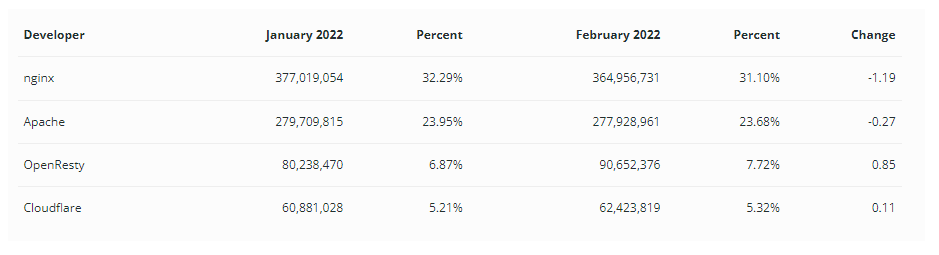 Developer January 2022 Percent February 2022 Percent Change
nginx 377,019,054 32.29% 364,956,731 31.10% -1.19
Apache 279,709,815 23.95% 277,928,961 23.68% -0.27
OpenResty 80,238,470 6.87% 90,652,376 7.72% 0.85
Cloudflare 60,881,028 5.21% 62,423,819 5.32% 0.11